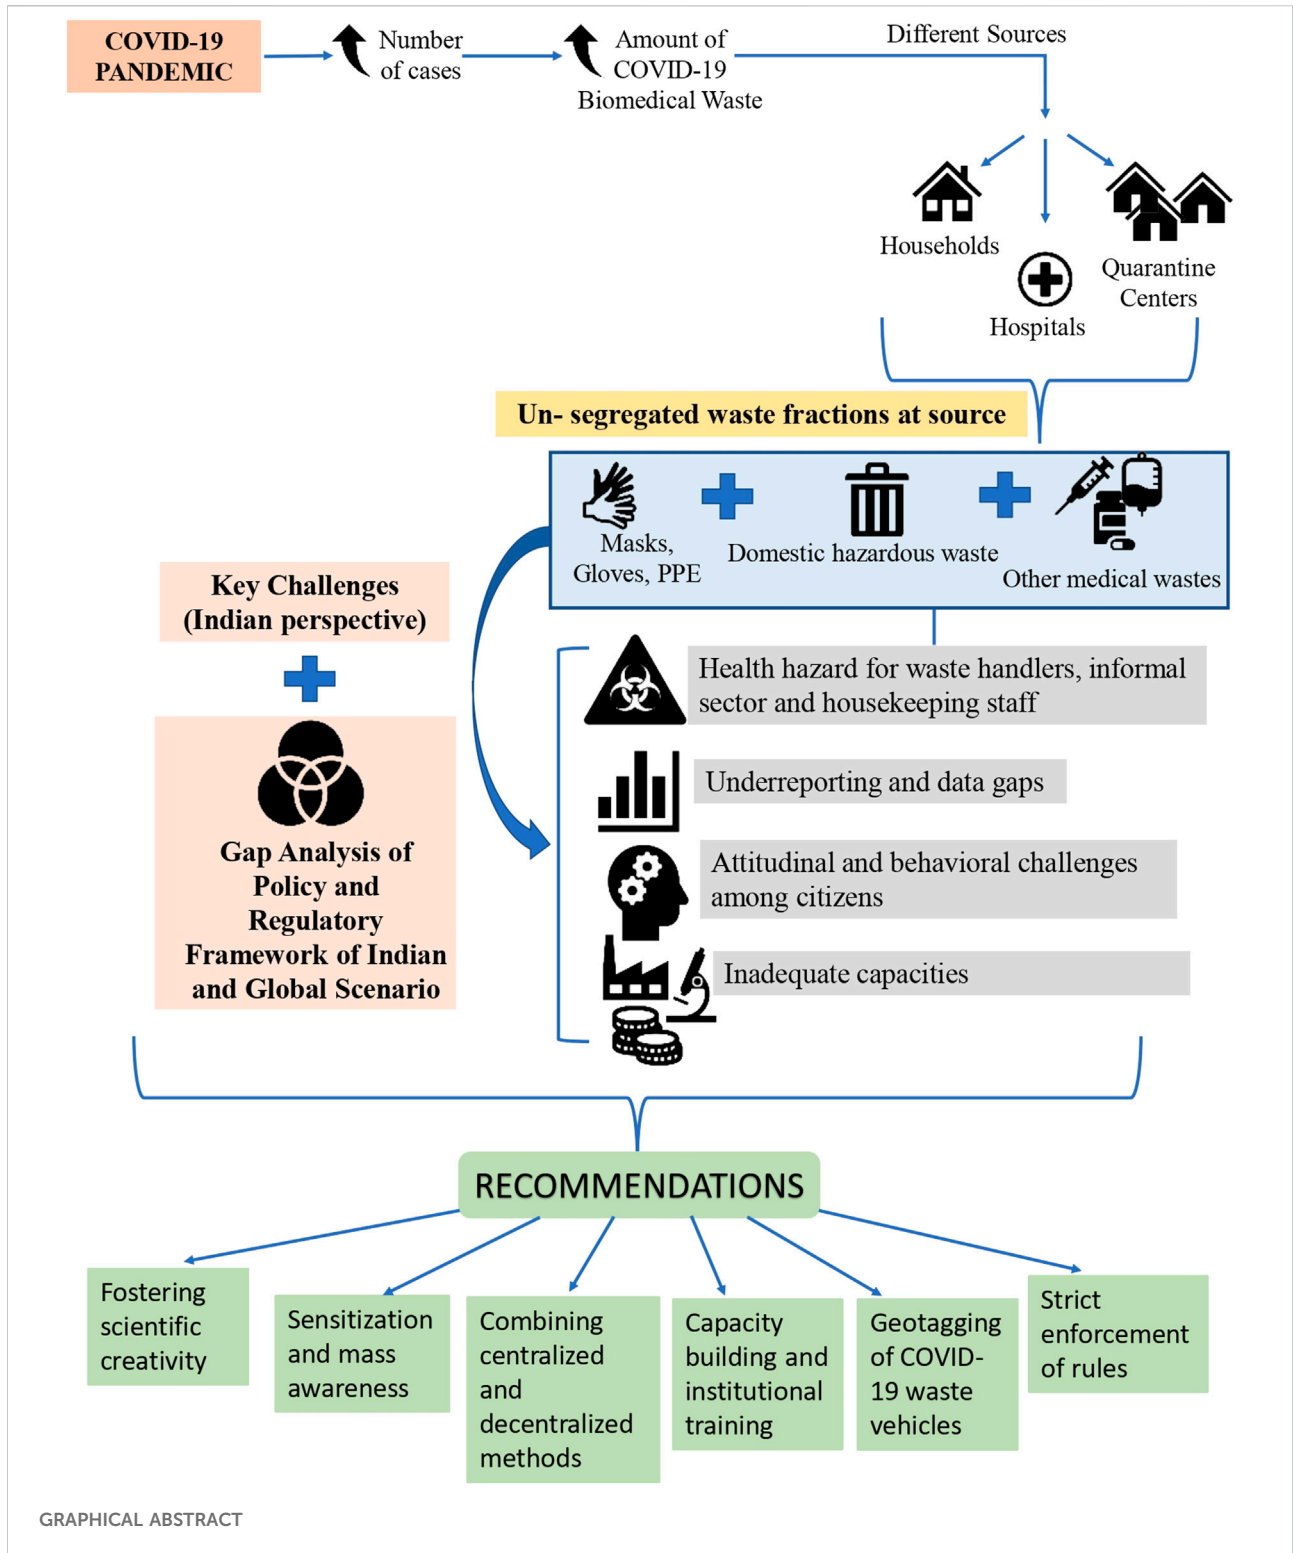 COVID-19
PANDEMIC
Number
of cases
Amount of
COVID-19
Biomedical Waste
Different Sources
Households
Hospitals
Quarantine
Centers
Un- segregated waste fractions at source
Masks,
Gloves, PPE
Domestic hazardous waste
Other medical wastes
Key Challenges
(Indian perspective)
Gap Analysis of
Policy and
Regulatory
Framework of Indian
and Global Scenario
Health hazard for waste handlers, informal
sector and housekeeping staff
Underreporting and data gaps
Attitudinal and behavioral challenges
among citizens
Inadequate capacities
RECOMMENDATIONS
Fostering
scientific
creativity
Sensitization
and mass
awareness
Combining
centralized
and
decentralized
methods
Capacity
building and
institutional
training
Geotagging
of COVID-
19 waste
vehicles
Strict
enforcement
of rules
GRAPHICAL ABSTRACT